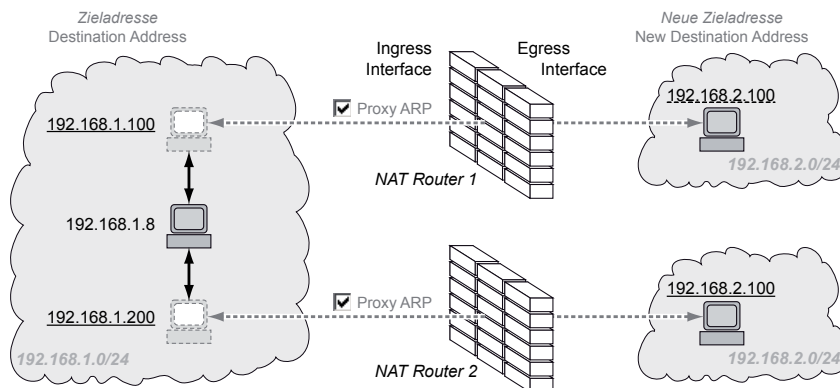 Zieladresse
Destination Address
Neue Zieladresse
New Destination Address
Ingress
Interface
Egress
Interface
192.168.1.100
Proxy ARP
192.168.2.100
192.168.2.0/24
NAT Router 1
192.168.1.8
192.168.1.200
Proxy ARP
192.168.2.100
192.168.1.0/24
192.168.2.0/24
NAT Router 2